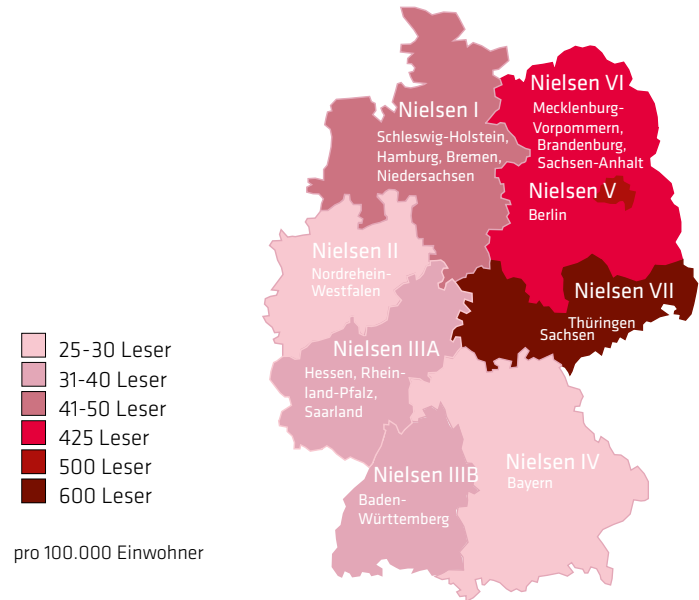 Nielsen I
Schleswig-Holstein,
Hamburg, Bremen,
Niedersachsen
Nielsen VI
Mecklenburg-
Vorpommern,
Brandenburg,
Sachsen-Anhalt
Nielsen V
Berlin
Nielsen II
Nordrehein-
Westfalen
Nielsen VII
Thüringen
Sachsen
Nielsen IIIA
Hessen, Rhein-
land-Pfalz,
Saarland
Nielsen IV
Bayern
Nielsen IIIB
Baden-
Württemberg
25-30 Leser
31-40 Leser
41-50 Leser
425 Leser
500 Leser
600 Leser
pro 100.000 Einwohner